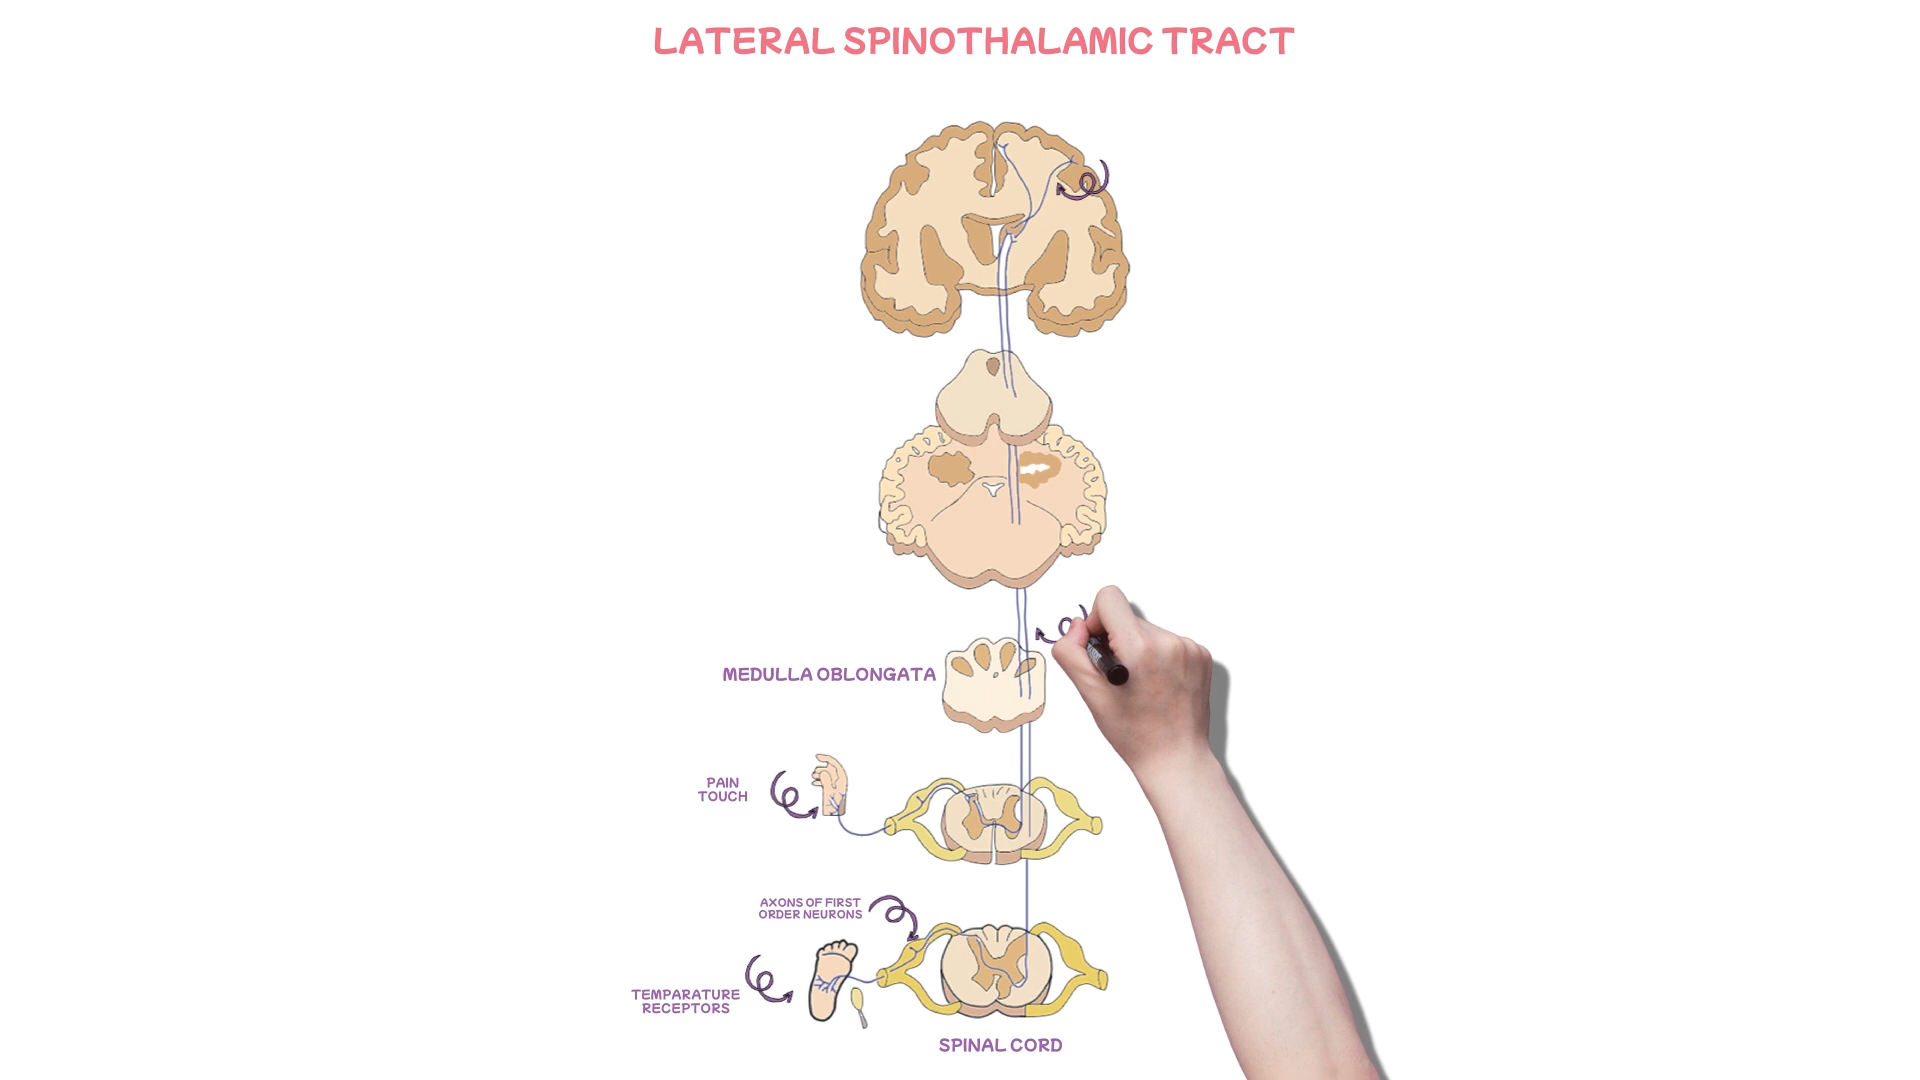 LATERAL SPINOTHALAMIC TRACT
MEDULLA OBLONGATA
PAIN
TOUCH
AXONS OF FIRST
ORDER NEURONS
TEMPARATURE
RECEPTORS
SPINAL CORD